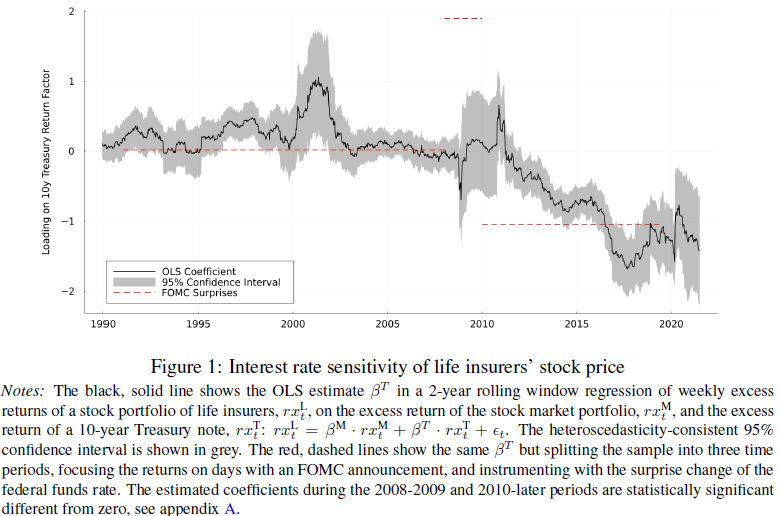 2
1
0
−1
−2
Loading on 10y Treasury Return Factor
OLS Coefficient
95% Confidence Interval
FOMC Surprises
1990 1995 2000 2005 2010 2015 2020
Figure 1: Interest rate sensitivity of life insurers’ stock price
Notes: The black, solid line shows the OLS estimate β^T in a 2-year rolling window regression of weekly excess
returns of a stock portfolio of life insurers, rx_t^L, on the excess return of the stock market portfolio, rx_t^M, and the excess
return of a 10-year Treasury note, rx_t^T: rx_t^L = β^M · rx_t^M + β^T · rx_t^T + ϵ_t. The heteroscedasticity-consistent 95%
confidence interval is shown in grey. The red, dashed lines show the same β^T but splitting the sample into three time
periods, focusing the returns on days with an FOMC announcement, and instrumenting with the surprise change of the
federal funds rate. The estimated coefficients during the 2008-2009 and 2010-later periods are statistically significant
different from zero, see appendix A.